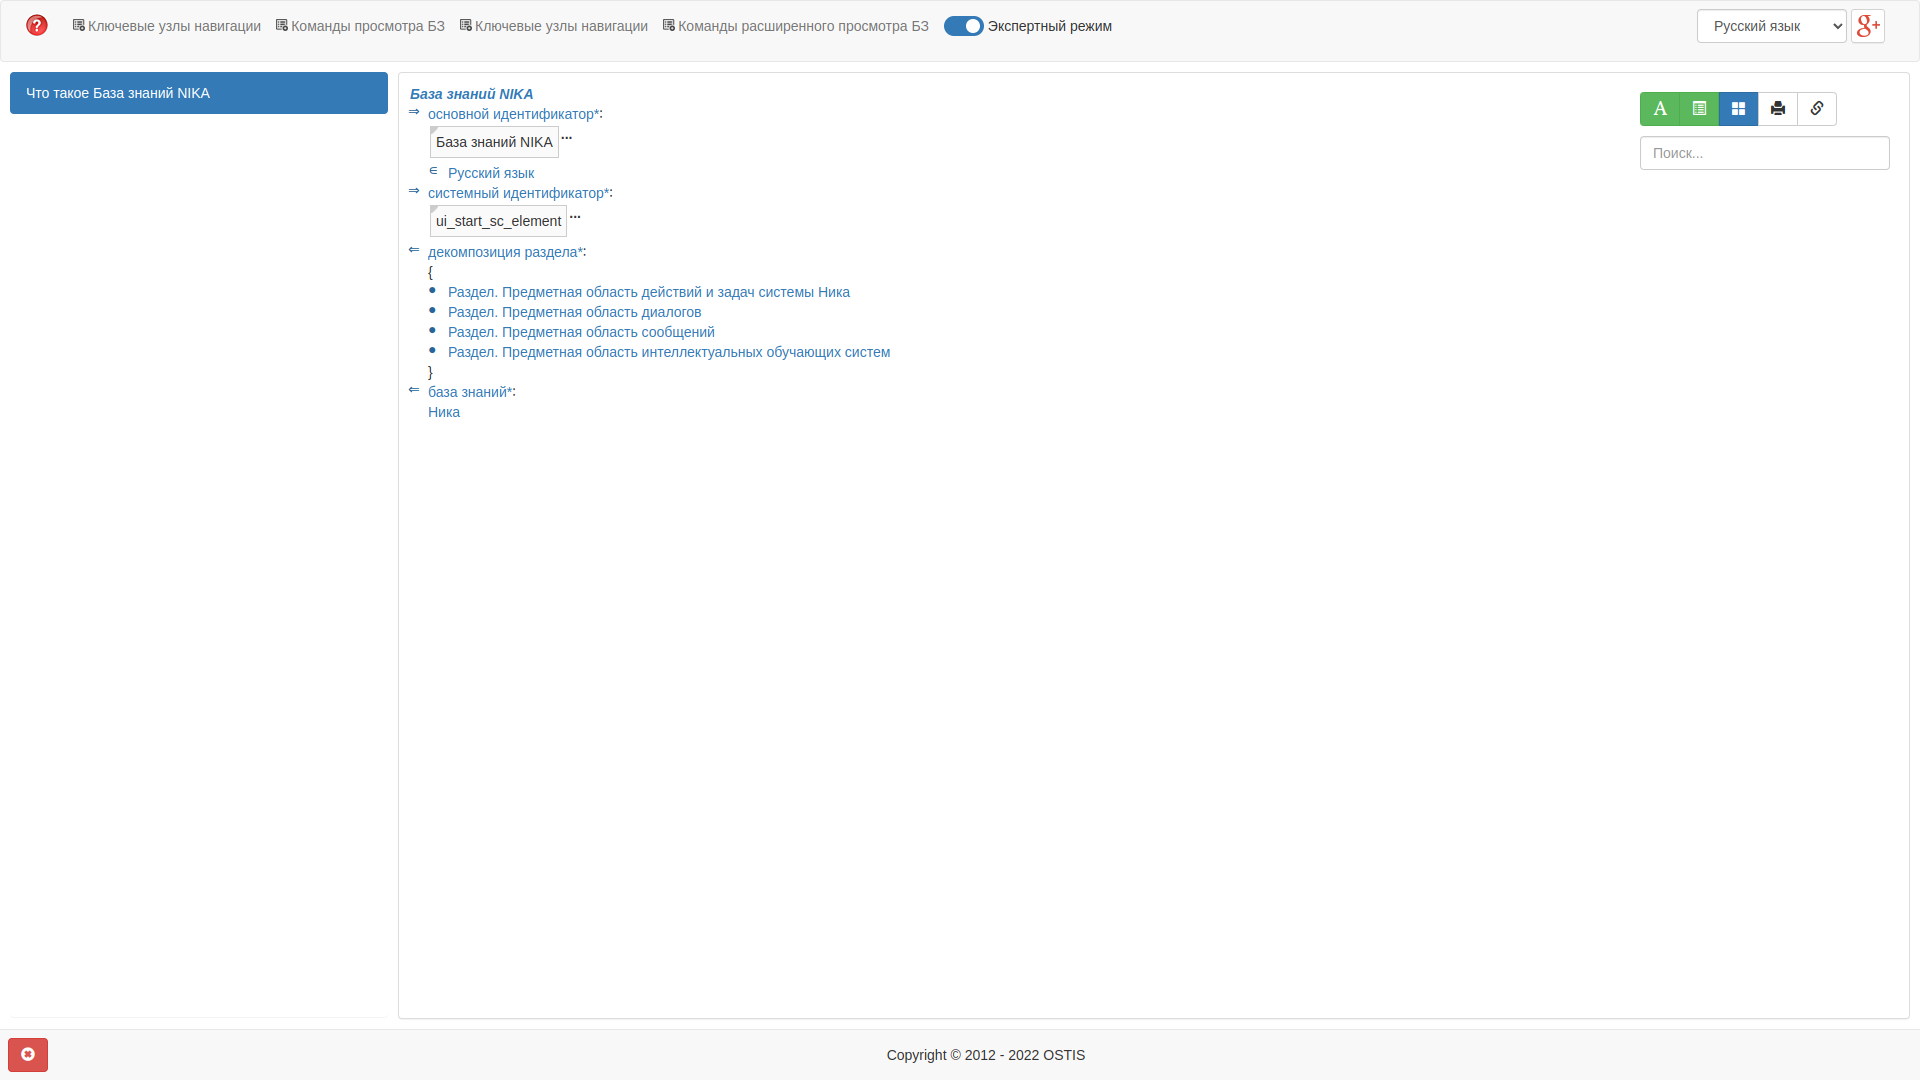 Ключевые узлы навигации Команды просмотра БЗ Ключевые узлы навигации Команды расширенного просмотра БЗ Экспертный режим Русский язык g+
Что такое База знаний NIKA
База знаний NIKA
⇒ основной идентификатор*:
База знаний NIKA ...
∈ Русский язык
⇒ системный идентификатор*:
ui_start_sc_element ...
⇐ декомпозиция раздела*:
{
● Раздел. Предметная область действий и задач системы Ника
● Раздел. Предметная область диалогов
● Раздел. Предметная область сообщений
● Раздел. Предметная область интеллектуальных обучающих систем
}
⇐ база знаний*:
Ника
A
Поиск...
Copyright © 2012 - 2022 OSTIS